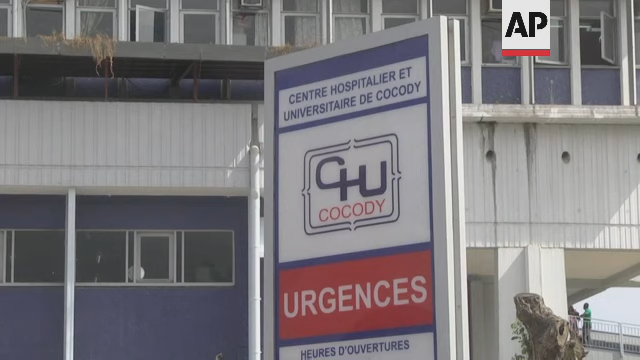 AP
CENTRE HOSPITALIER ET
UNIVERSITAIRE DE COCODY
CHU
COCODY
URGENCES
HEURES D'OUVERTURES